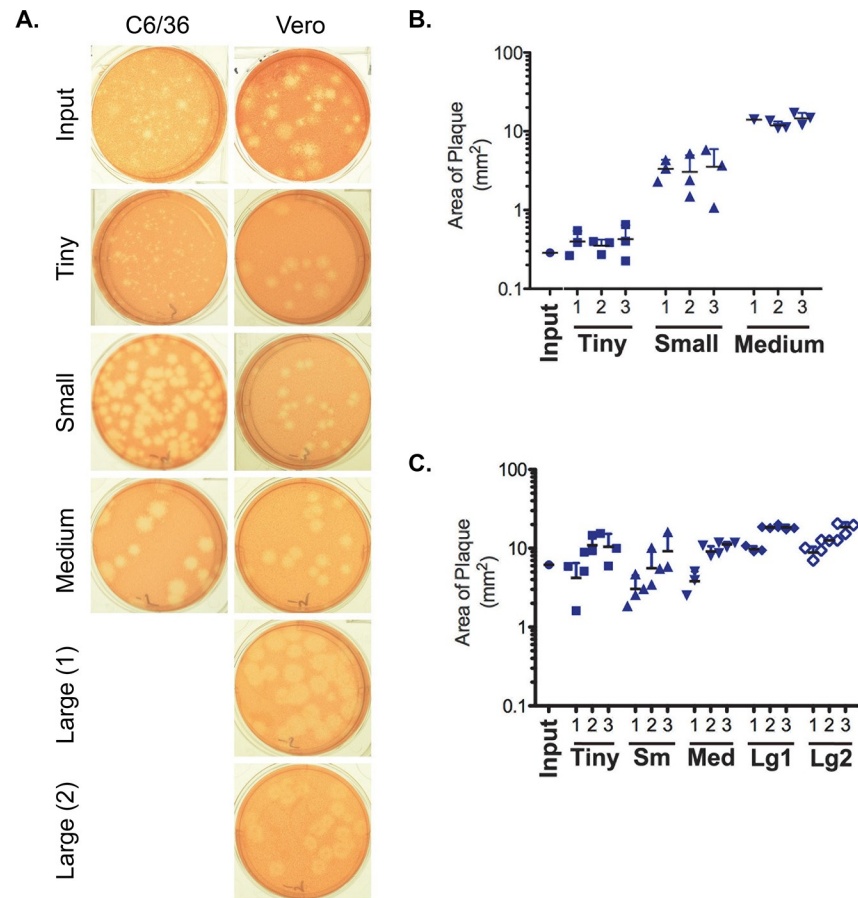 A.
C6/36 Vero
Input
Tiny
Small
Medium
Large (1)
Large (2)
B.
Area of Plaque
(mm²)
100
10
1
0.1
1 2 3 1 2 3 1 2 3
Input Tiny Small Medium
C.
Area of Plaque
(mm²)
100
10
1
0.1
1 2 3 1 2 3 1 2 3 1 2 3 1 2 3
Input Tiny Sm Med Lg1 Lg2